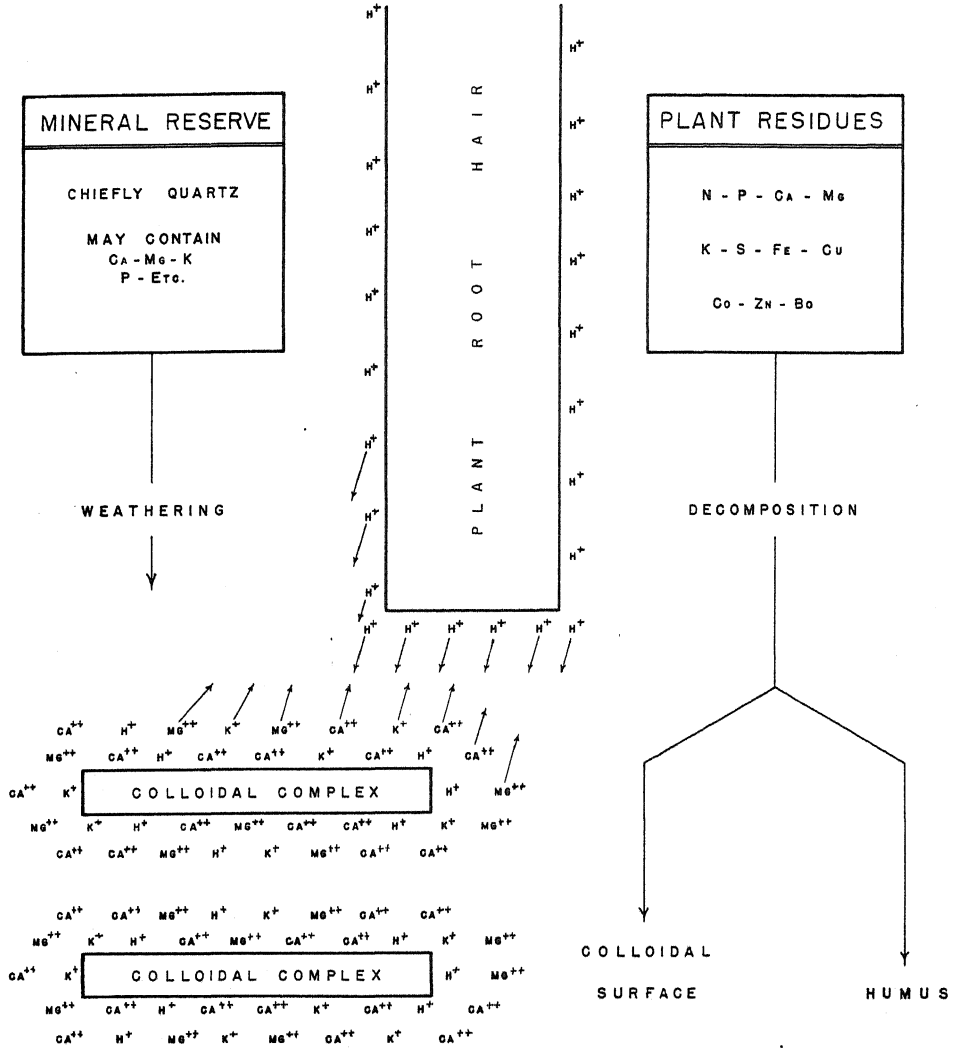 H⁺
H⁺
H⁺
H⁺
MINERAL RESERVE
PLANT RESIDUES
H⁺
H⁺
CHIEFLY QUARTZ
N - P - CA - MG
H⁺
H⁺
MAY CONTAIN
CA - MG - K
P - ETC.
K - S - FE - CU
H⁺
H⁺
CO - ZN - BO
H⁺
H⁺
H⁺
H⁺
PLANT ROOT HAIR
H⁺
H⁺
WEATHERING
H⁺
DECOMPOSITION
H⁺
H⁺
H⁺ H⁺ H⁺ H⁺ H⁺ H⁺
CA⁺⁺ H⁺ MG⁺⁺ K⁺ MG⁺⁺ CA⁺⁺ K⁺ CA⁺⁺
MG⁺⁺ CA⁺⁺ H⁺ CA⁺⁺ CA⁺⁺ K⁺ CA⁺⁺ H⁺ CA⁺⁺
CA⁺⁺ K⁺ COLLOIDAL COMPLEX H⁺ MG⁺⁺
MG⁺⁺ K⁺ H⁺ CA⁺⁺ MG⁺⁺ CA⁺⁺ CA⁺⁺ H⁺ K⁺ MG⁺⁺
CA⁺⁺ CA⁺⁺ MG⁺⁺ H⁺ K⁺ MG⁺⁺ CA⁺⁺ CA⁺⁺
CA⁺⁺ CA⁺⁺ MG⁺⁺ H⁺ K⁺ MG⁺⁺ CA⁺⁺ CA⁺⁺
MG⁺⁺ K⁺ H⁺ CA⁺⁺ MG⁺⁺ CA⁺⁺ CA⁺⁺ H⁺ K⁺ MG⁺⁺
CA⁺⁺ K⁺ COLLOIDAL COMPLEX H⁺ MG⁺⁺
MG⁺⁺ CA⁺⁺ H⁺ CA⁺⁺ CA⁺⁺ K⁺ CA⁺⁺ H⁺ CA⁺⁺
CA⁺⁺ H⁺ MG⁺⁺ K⁺ MG⁺⁺ CA⁺⁺ K⁺ CA⁺⁺
COLLOIDAL
SURFACE
HUMUS